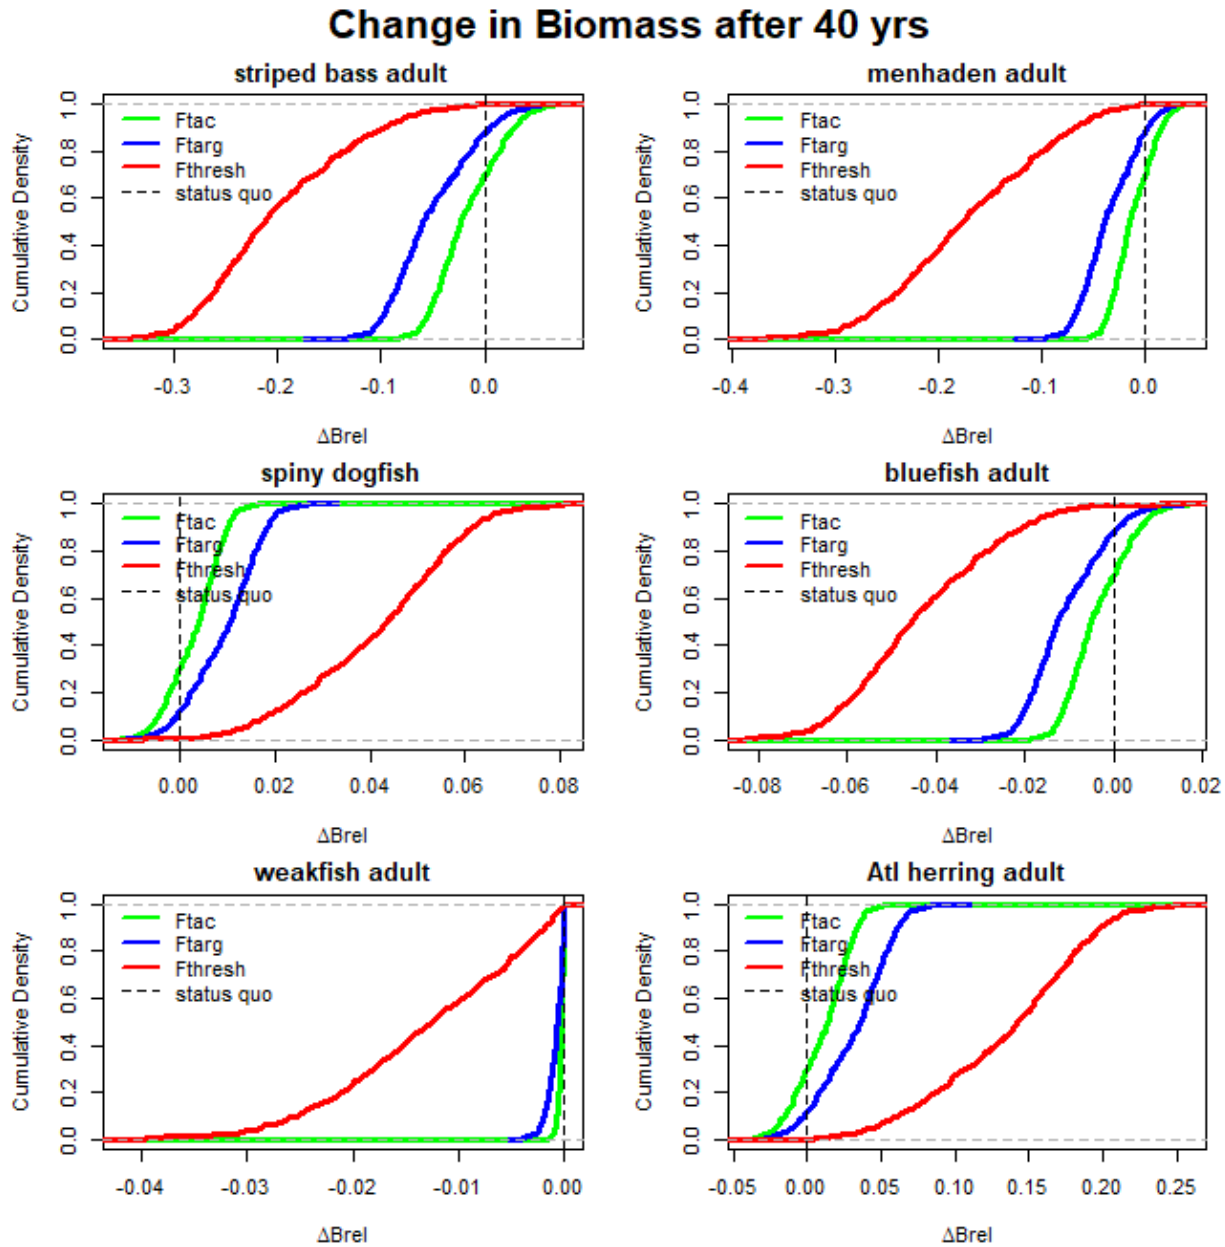 Change in Biomass after 40 yrs
striped bass adult
Cumulative Density
0.0 0.2 0.4 0.6 0.8 1.0
Ftac
Ftarg
Fthresh
status quo
-0.3 -0.2 -0.1 0.0
ΔBrel
menhaden adult
Cumulative Density
0.0 0.2 0.4 0.6 0.8 1.0
Ftac
Ftarg
Fthresh
status quo
-0.4 -0.3 -0.2 -0.1 0.0
ΔBrel
spiny dogfish
Cumulative Density
0.0 0.2 0.4 0.6 0.8 1.0
Ftac
Ftarg
Fthresh
status quo
0.00 0.02 0.04 0.06 0.08
ΔBrel
bluefish adult
Cumulative Density
0.0 0.2 0.4 0.6 0.8 1.0
Ftac
Ftarg
Fthresh
status quo
-0.08 -0.06 -0.04 -0.02 0.00 0.02
ΔBrel
weakfish adult
Cumulative Density
0.0 0.2 0.4 0.6 0.8 1.0
Ftac
Ftarg
Fthresh
status quo
-0.04 -0.03 -0.02 -0.01 0.00
ΔBrel
Atl herring adult
Cumulative Density
0.0 0.2 0.4 0.6 0.8 1.0
Ftac
Ftarg
Fthresh
status quo
-0.05 0.00 0.05 0.10 0.15 0.20 0.25
ΔBrel